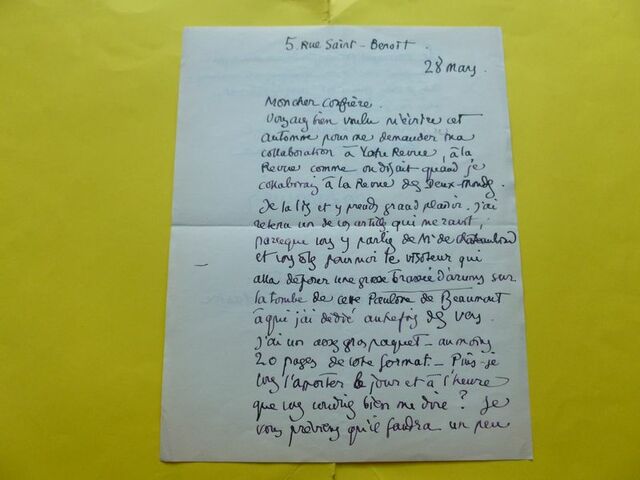 5. Rue Saint-Benoît.
28 mars.
Mon cher confrère.
Vous avez bien voulu m'écrire cet
automne pour me demander ma
collaboration à Votre Revue, à la
Revue comme on disait quand je
collaborais à la Revue des Deux-Mondes.
Je la lis et y prends grand plaisir. J'ai
retenu un de vos articles qui me ravit,
parce que vous y parlez de Mr de Chateaubriand
et vous êtes pour moi le visiteur qui
alla déposer une grosse brassée d'arums sur
la tombe de cette Pauline de Beaumont
à qui j'ai dédié autrefois des vers.
J'ai un assez gros paquet - au moins
20 pages de votre format. - Puis-je
vous l'apporter le jour et à l'heure
que vous voudrez bien me dire ? Je
vous préviens qu'il faudra un peu